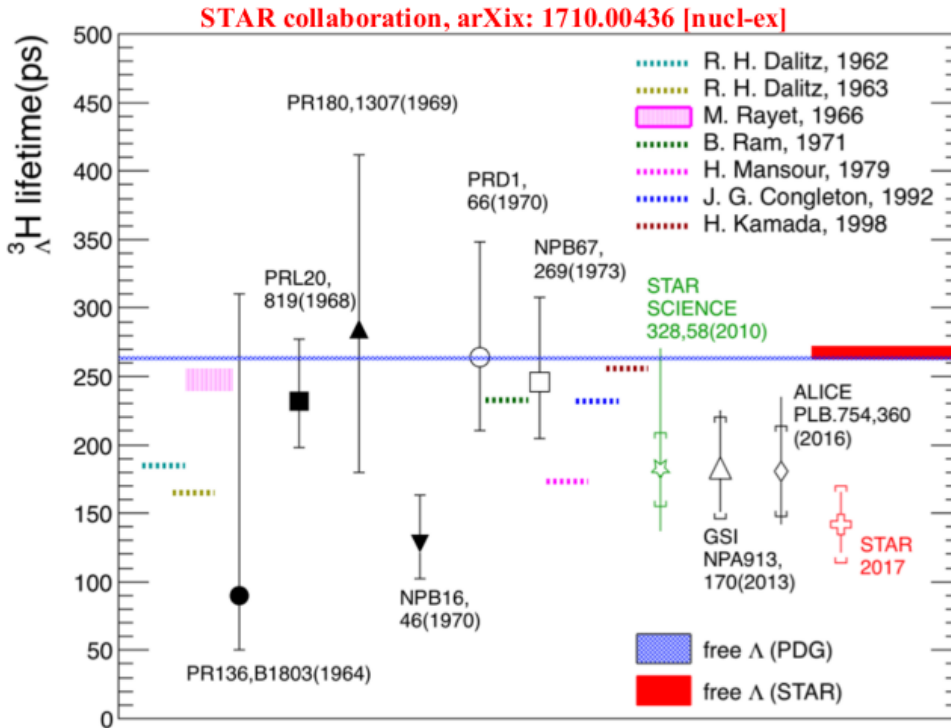 STAR collaboration, arXix: 1710.00436 [nucl-ex]
³ΛH lifetime(ps)
500
450
400
350
300
250
200
150
100
50
0
R. H. Dalitz, 1962
R. H. Dalitz, 1963
M. Rayet, 1966
B. Ram, 1971
H. Mansour, 1979
J. G. Congleton, 1992
H. Kamada, 1998
PR180,1307(1969)
PRD1,
66(1970)
NPB67,
269(1973)
PRL20,
819(1968)
STAR
SCIENCE
328,58(2010)
ALICE
PLB.754,360
(2016)
GSI
NPA913,
170(2013)
STAR
2017
NPB16,
46(1970)
PR136,B1803(1964)
free Λ (PDG)
free Λ (STAR)